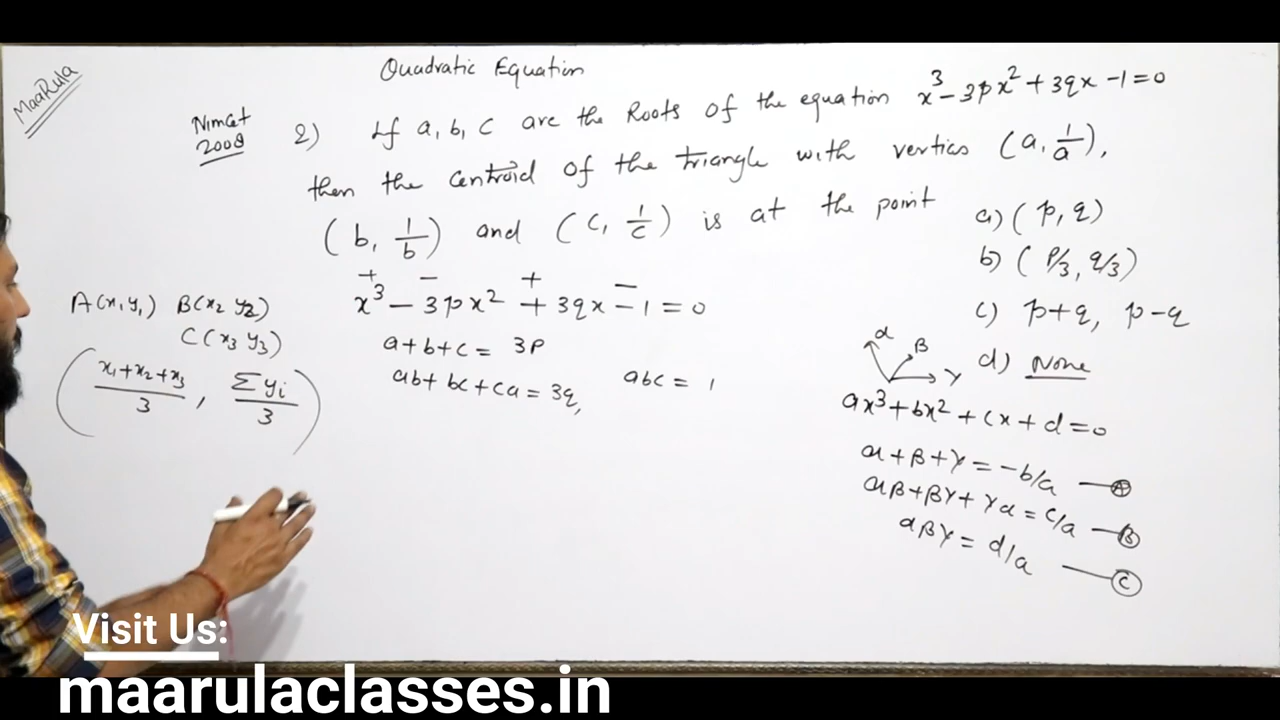 MaaRula
Quadratic Equation
Nimcet
2008
2) If a, b, c are the Roots of the equation x³ - 3px² + 3qx - 1 = 0
then the centroid of the triangle with vertics (a, 1/a),
(b, 1/b) and (c, 1/c) is at the point
a) (p, q)
b) (P/3, q/3)
c) p+q, p-q
d) None
+ - + -
x³ - 3px² + 3qx - 1 = 0
a+b+c = 3P
ab + bc + ca = 3q, abc = 1
A(x₁ y₁) B(x₂ y₂)
C(x₃ y₃)
(x₁+x₂+x₃/3, Σyi/3)
α β γ
ax³ + bx² + cx + d = 0
α + β + γ = -b/a — A
αβ + βγ + γα = c/a — B
αβγ = d/a — C
Visit Us:
maarulaclasses.in